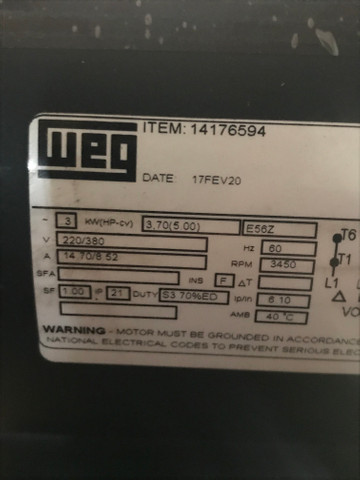 weg
ITEM: 14176594
DATE: 17FEV20
~ 3 kW(HP-cv) 3,70(5,00) E56Z
V 220/380 Hz 60
A 14.70/8.52 RPM 3450
SFA INS F ΔT
SF 1.00 21 DUTY S3 70%ED Ip/In 6.10
AMB 40 °C
T6
T1
L1
Δ
WARNING - MOTOR MUST BE GROUNDED IN ACCORDANCE
NATIONAL ELECTRICAL CODES TO PREVENT SERIOUS